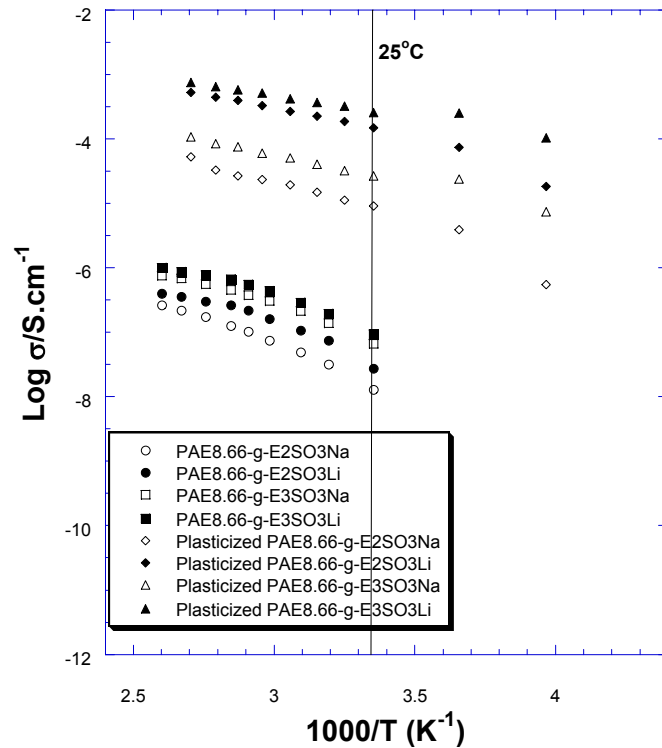 -2
25°C
-4
-6
-8
-10
-12
Log σ/S.cm⁻¹
PAE8.66-g-E2SO3Na
PAE8.66-g-E2SO3Li
PAE8.66-g-E3SO3Na
PAE8.66-g-E3SO3Li
Plasticized PAE8.66-g-E2SO3Na
Plasticized PAE8.66-g-E2SO3Li
Plasticized PAE8.66-g-E3SO3Na
Plasticized PAE8.66-g-E3SO3Li
2.5 3 3.5 4
1000/T (K⁻¹)